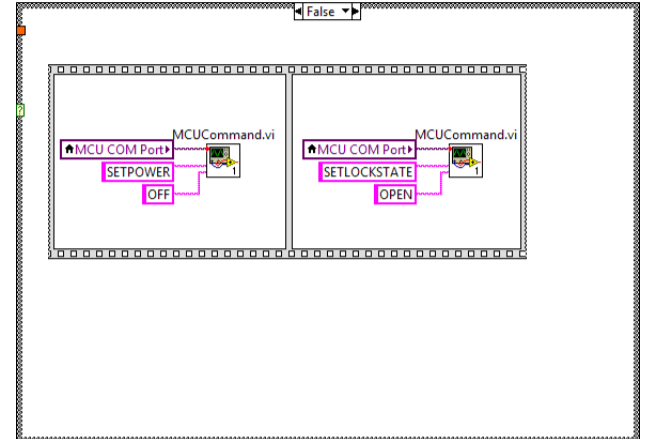 False
MCUCommand.vi
MCU COM Port
SETPOWER
OFF
1
MCUCommand.vi
MCU COM Port
SETLOCKSTATE
OPEN
1
?